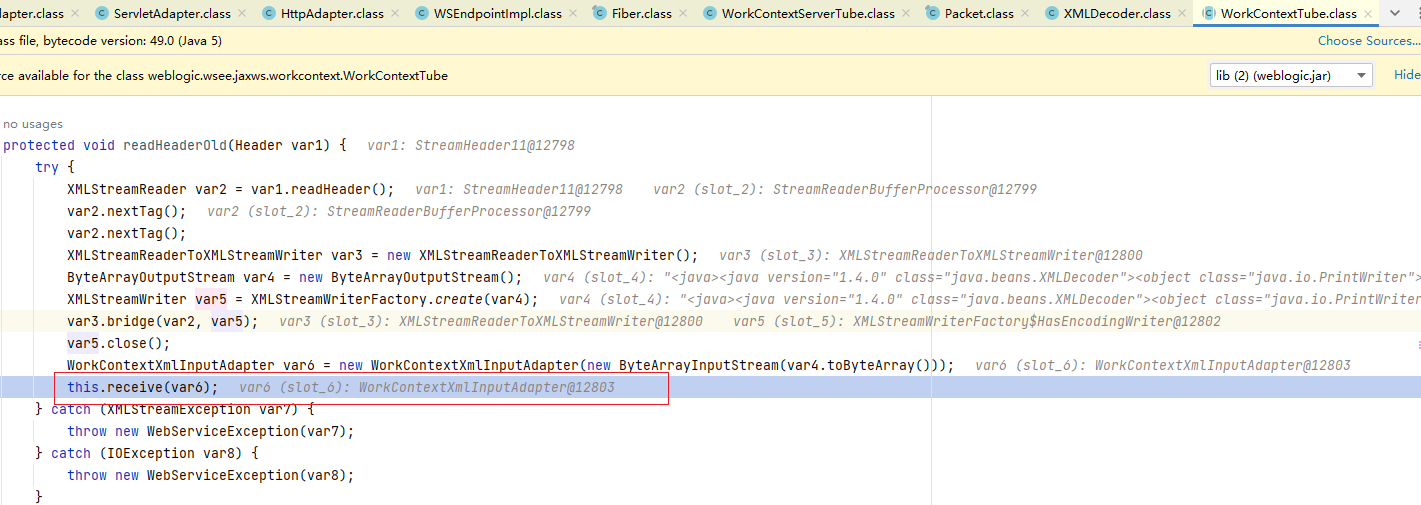 dapter.class ServletAdapter.class HttpAdapter.class WSEndpointImpl.class Fiber.class WorkContextServerTube.class Packet.class XMLDecoder.class WorkContextTube.class
ass file, bytecode version: 49.0 (Java 5) Choose Sources...
rce available for the class weblogic.wsee.jaxws.workcontext.WorkContextTube lib (2) (weblogic.jar) Hide
no usages
protected void readHeaderOld(Header var1) { var1: StreamHeader11@12798
try {
XMLStreamReader var2 = var1.readHeader(); var1: StreamHeader11@12798 var2 (slot_2): StreamReaderBufferProcessor@12799
var2.nextTag(); var2 (slot_2): StreamReaderBufferProcessor@12799
var2.nextTag();
XMLStreamReaderToXMLStreamWriter var3 = new XMLStreamReaderToXMLStreamWriter(); var3 (slot_3): XMLStreamReaderToXMLStreamWriter@12800
ByteArrayOutputStream var4 = new ByteArrayOutputStream(); var4 (slot_4): "<java><java version="1.4.0" class="java.beans.XMLDecoder"><object class="java.io.PrintWriter">
XMLStreamWriter var5 = XMLStreamWriterFactory.create(var4); var4 (slot_4): "<java><java version="1.4.0" class="java.beans.XMLDecoder"><object class="java.io.PrintWriter
var3.bridge(var2, var5); var3 (slot_3): XMLStreamReaderToXMLStreamWriter@12800 var5 (slot_5): XMLStreamWriterFactory$HasEncodingWriter@12802
var5.close();
WorkContextXmlInputAdapter var6 = new WorkContextXmlInputAdapter(new ByteArrayInputStream(var4.toByteArray())); var6 (slot_6): WorkContextXmlInputAdapter@12803
this.receive(var6); var6 (slot_6): WorkContextXmlInputAdapter@12803
} catch (XMLStreamException var7) {
throw new WebServiceException(var7);
} catch (IOException var8) {
throw new WebServiceException(var8);
}